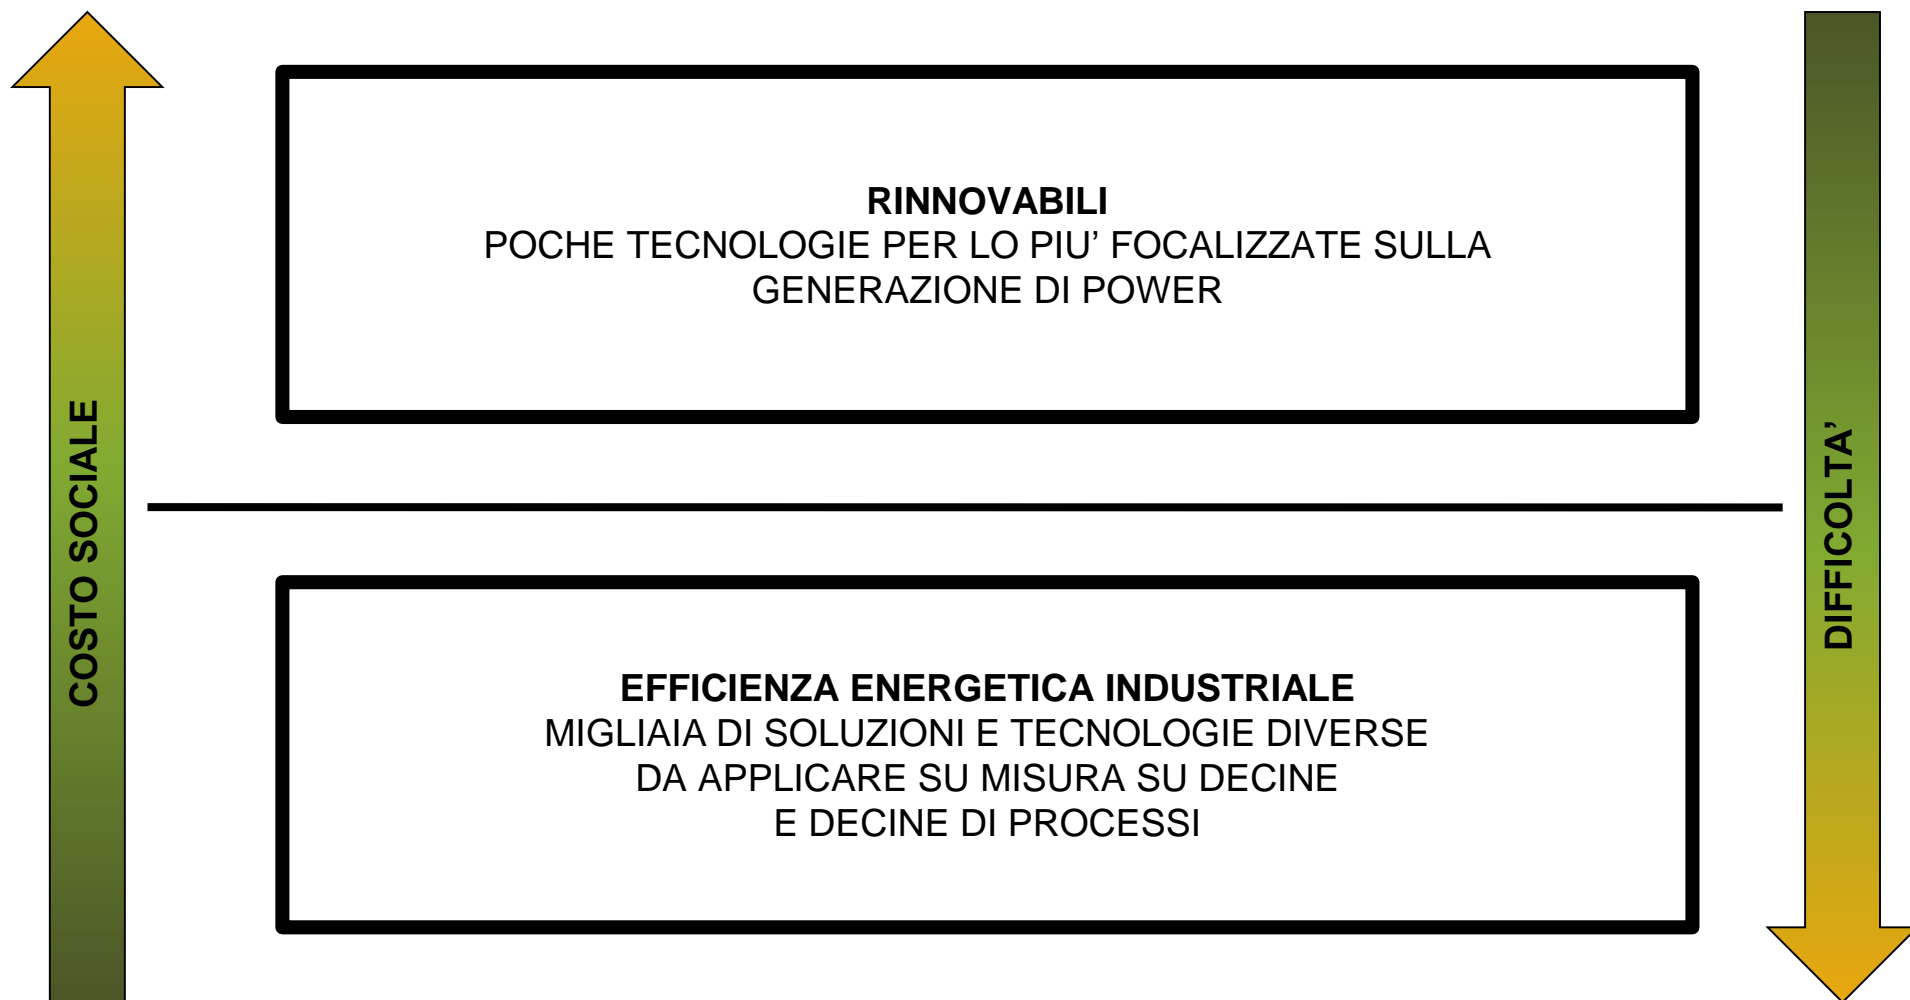 RINNOVABILI
POCHE TECNOLOGIE PER LO PIU’ FOCALIZZATE SULLA
GENERAZIONE DI POWER
COSTO SOCIALE
DIFFICOLTA’
EFFICIENZA ENERGETICA INDUSTRIALE
MIGLIAIA DI SOLUZIONI E TECNOLOGIE DIVERSE
DA APPLICARE SU MISURA SU DECINE
E DECINE DI PROCESSI